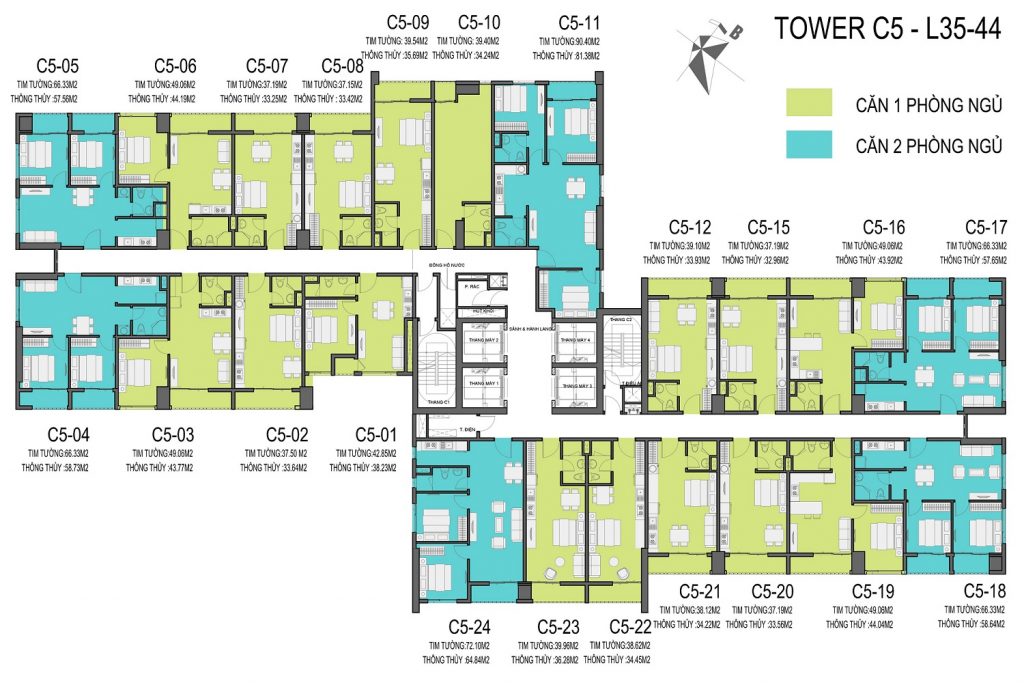 TOWER C5 - L35-44
B
CĂN 1 PHÒNG NGỦ
CĂN 2 PHÒNG NGỦ
C5-09
TIM TƯỜNG: 39.54M2
THÔNG THỦY :35.69M2
C5-10
TIM TƯỜNG: 39.40M2
THÔNG THỦY :34.24M2
C5-11
TIM TƯỜNG:90.40M2
THÔNG THỦY :81.38M2
C5-05
TIM TƯỜNG:66.33M2
THÔNG THỦY :57.56M2
C5-06
TIM TƯỜNG:49.06M2
THÔNG THỦY :44.19M2
C5-07
TIM TƯỜNG:37.19M2
THÔNG THỦY :33.25M2
C5-08
TIM TƯỜNG:37.15M2
THÔNG THỦY :33.42M2
C5-12
TIM TƯỜNG:39.10M2
THÔNG THỦY :33.93M2
C5-15
TIM TƯỜNG:37.19M2
THÔNG THỦY :32.96M2
C5-16
TIM TƯỜNG:49.06M2
THÔNG THỦY :43.92M2
C5-17
TIM TƯỜNG:66.33M2
THÔNG THỦY :57.65M2
ĐỒNG HỒ NƯỚC
P. RÁC
HÚT KHÓI
SẢNH & HÀNH LANG
THANG C2
THANG MÁY 2
THANG MÁY 4
THANG MÁY 1
THANG MÁY 3
THANG C1
T. ĐIỆN
C5-04
TIM TƯỜNG:66.33M2
THÔNG THỦY :58.73M2
C5-03
TIM TƯỜNG:49.06M2
THÔNG THỦY :43.77M2
C5-02
TIM TƯỜNG:37.50 M2
THÔNG THỦY :33.64M2
C5-01
TIM TƯỜNG:42.85M2
THÔNG THỦY :38.23M2
C5-24
TIM TƯỜNG:72.10M2
THÔNG THỦY :64.84M2
C5-23
TIM TƯỜNG:39.96M2
THÔNG THỦY :36.28M2
C5-22
TIM TƯỜNG:38.62M2
THÔNG THỦY :34.45M2
C5-21
TIM TƯỜNG:38.12M2
THÔNG THỦY :34.22M2
C5-20
TIM TƯỜNG:37.19M2
THÔNG THỦY :33.56M2
C5-19
TIM TƯỜNG:49.06M2
THÔNG THỦY :44.04M2
C5-18
TIM TƯỜNG:66.33M2
THÔNG THỦY :58.64M2